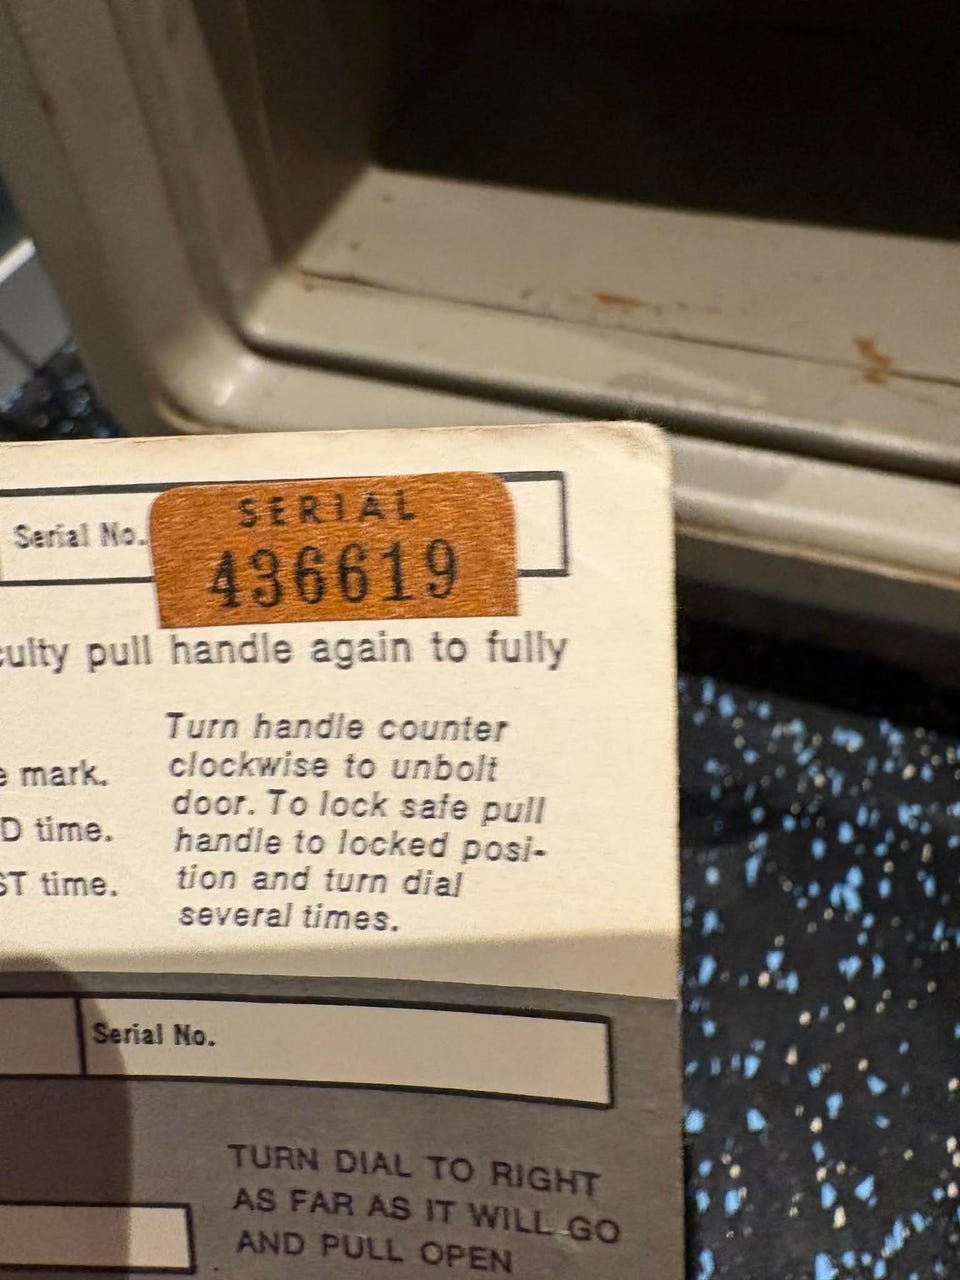 SERIAL
Serial No.
436619
pull handle again to fully
Turn handle counter
mark. clockwise to unbolt
door. To lock safe pull
D time. handle to locked posi-
ST time. tion and turn dial
several times.
Serial No.
TURN DIAL TO RIGHT
AS FAR AS IT WILL GO
AND PULL OPEN